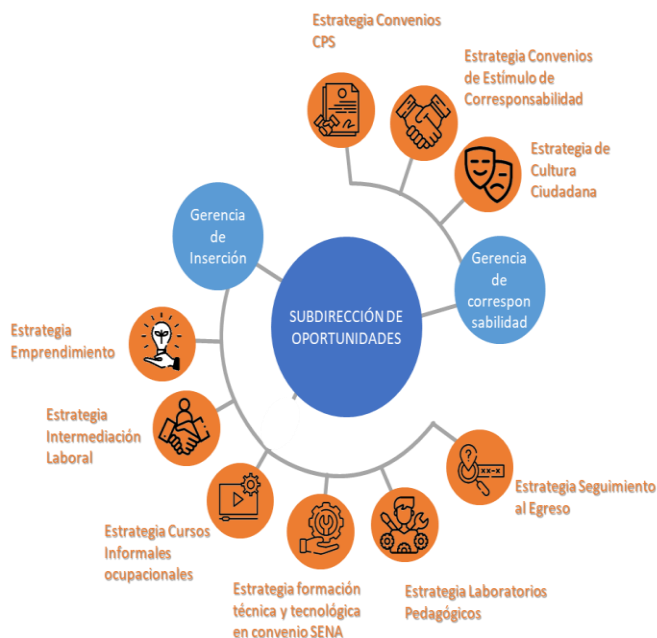 Estrategia Convenios
CPS
Estrategia Convenios
de Estímulo de
Corresponsabilidad
Estrategia de
Cultura
Ciudadana
Gerencia
de
Inserción
SUBDIRECCIÓN DE
OPORTUNIDADES
Gerencia
de
correspon
sabilidad
Estrategia
Emprendimiento
Estrategia
Intermediación
Laboral
Estrategia Cursos
Informales
ocupacionales
Estrategia formación
técnica y tecnológica
en convenio SENA
Estrategia Laboratorios
Pedagógicos
Estrategia Seguimiento
al Egreso
?
xx-x